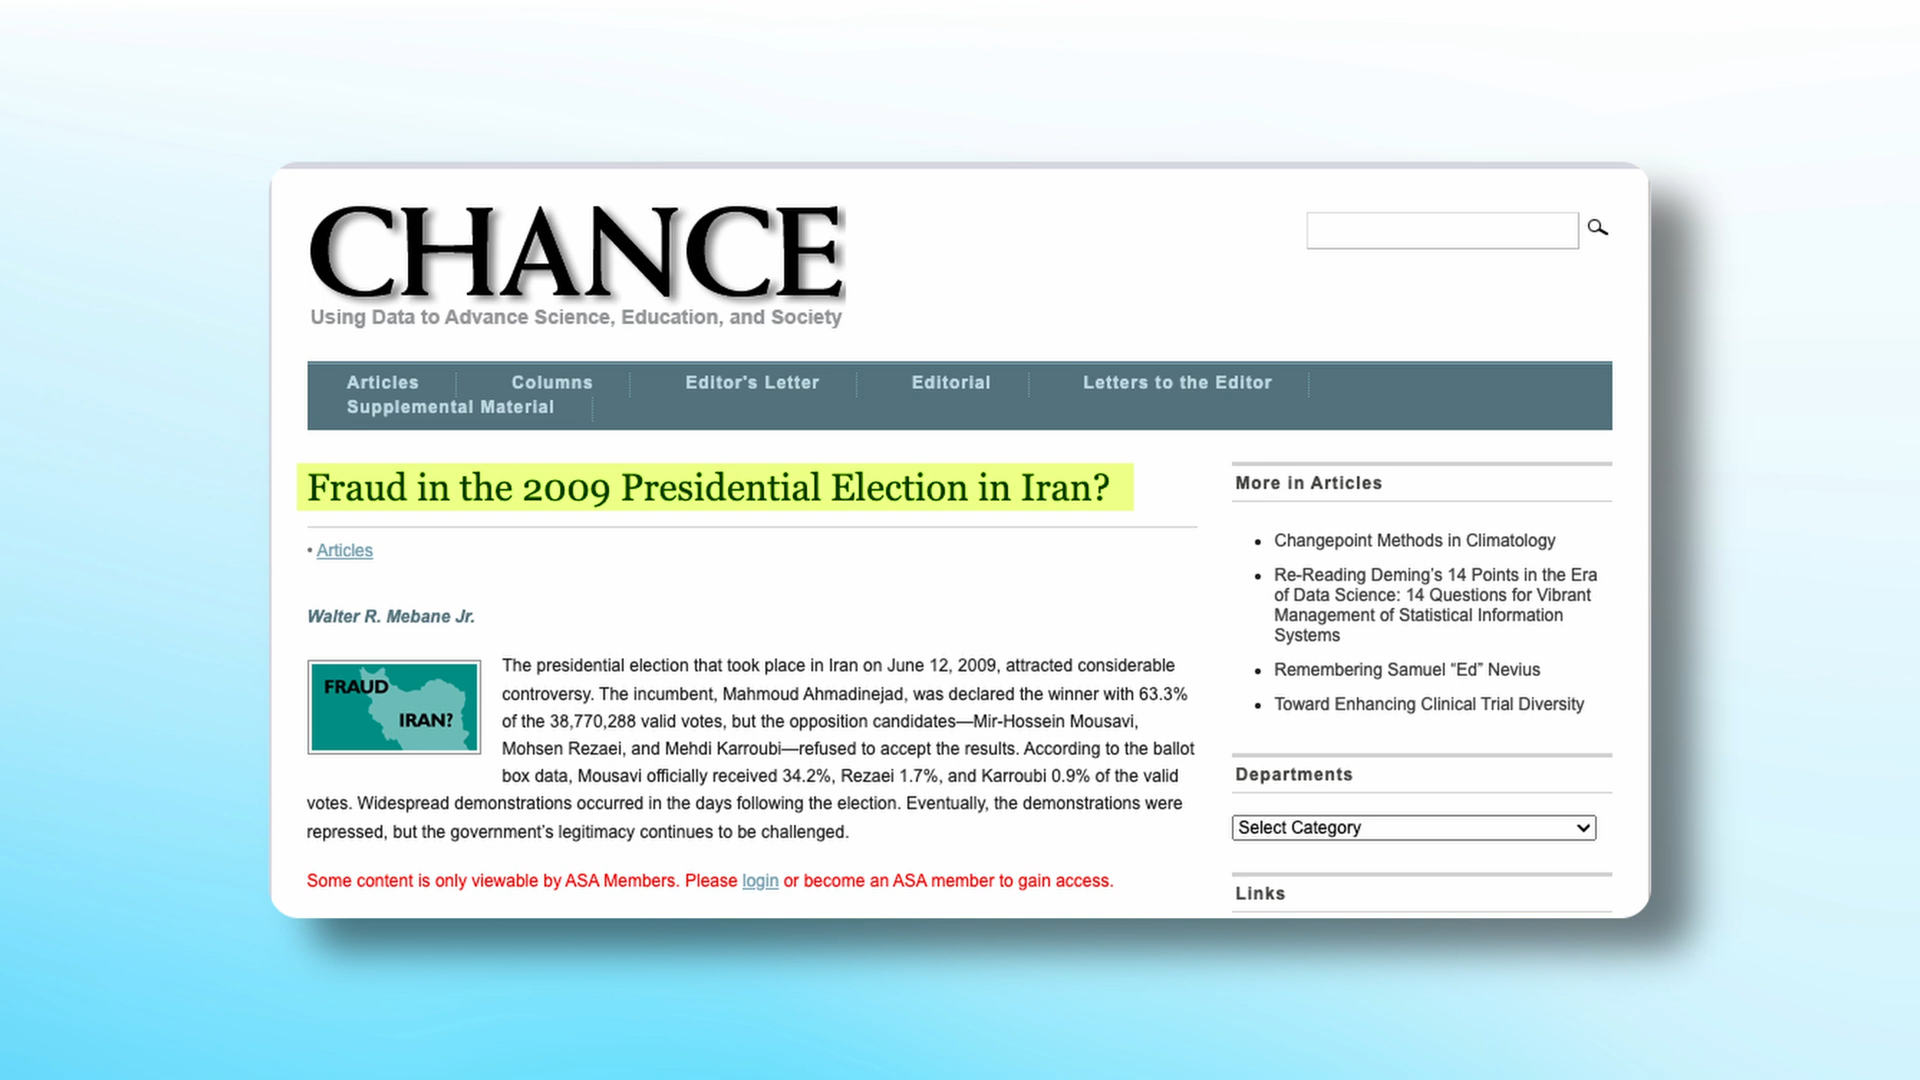 CHANCE
Using Data to Advance Science, Education, and Society
Articles
Columns
Editor's Letter
Editorial
Letters to the Editor
Supplemental Material
Fraud in the 2009 Presidential Election in Iran?
• Articles
Walter R. Mebane Jr.
FRAUD
IRAN?
The presidential election that took place in Iran on June 12, 2009, attracted considerable
controversy. The incumbent, Mahmoud Ahmadinejad, was declared the winner with 63.3%
of the 38,770,288 valid votes, but the opposition candidates—Mir-Hossein Mousavi,
Mohsen Rezaei, and Mehdi Karroubi—refused to accept the results. According to the ballot
box data, Mousavi officially received 34.2%, Rezaei 1.7%, and Karroubi 0.9% of the valid
votes. Widespread demonstrations occurred in the days following the election. Eventually, the demonstrations were
repressed, but the government’s legitimacy continues to be challenged.
Some content is only viewable by ASA Members. Please login or become an ASA member to gain access.
More in Articles
• Changepoint Methods in Climatology
• Re-Reading Deming’s 14 Points in the Era
of Data Science: 14 Questions for Vibrant
Management of Statistical Information
Systems
• Remembering Samuel “Ed” Nevius
• Toward Enhancing Clinical Trial Diversity
Departments
Select Category
Links